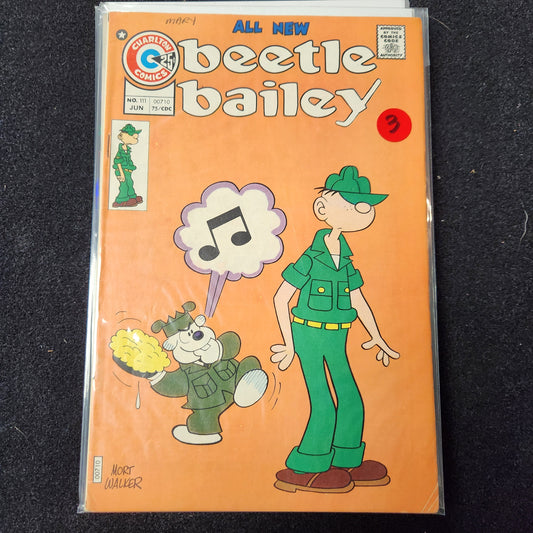 MARY
ALL NEW
beetle
bailey
CHARLTON
COMICS
C 25¢
NO. 111
JUN
00710
75/CDC
APPROVED
BY THE
COMICS
CODE
AUTHORITY
3
00710
MORT
WALKER